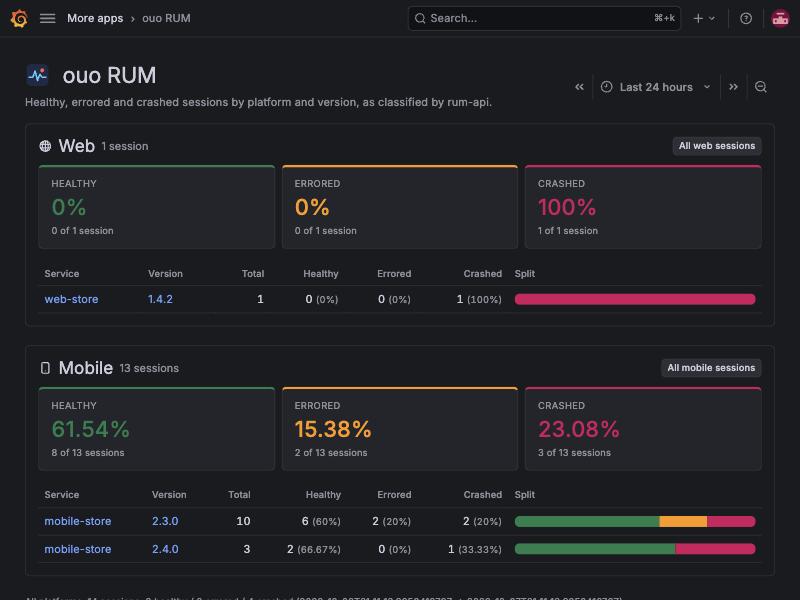 More apps › ouo RUM
Search... ⌘+k
ouo RUM
Last 24 hours
Healthy, errored and crashed sessions by platform and version, as classified by rum-api.
Web 1 session All web sessions
HEALTHY ERRORED CRASHED
0% 0% 100%
0 of 1 session 0 of 1 session 1 of 1 session
Service Version Total Healthy Errored Crashed Split
web-store 1.4.2 1 0 (0%) 0 (0%) 1 (100%)
Mobile 13 sessions All mobile sessions
HEALTHY ERRORED CRASHED
61.54% 15.38% 23.08%
8 of 13 sessions 2 of 13 sessions 3 of 13 sessions
Service Version Total Healthy Errored Crashed Split
mobile-store 2.3.0 10 6 (60%) 2 (20%) 2 (20%)
mobile-store 2.4.0 3 2 (66.67%) 0 (0%) 1 (33.33%)